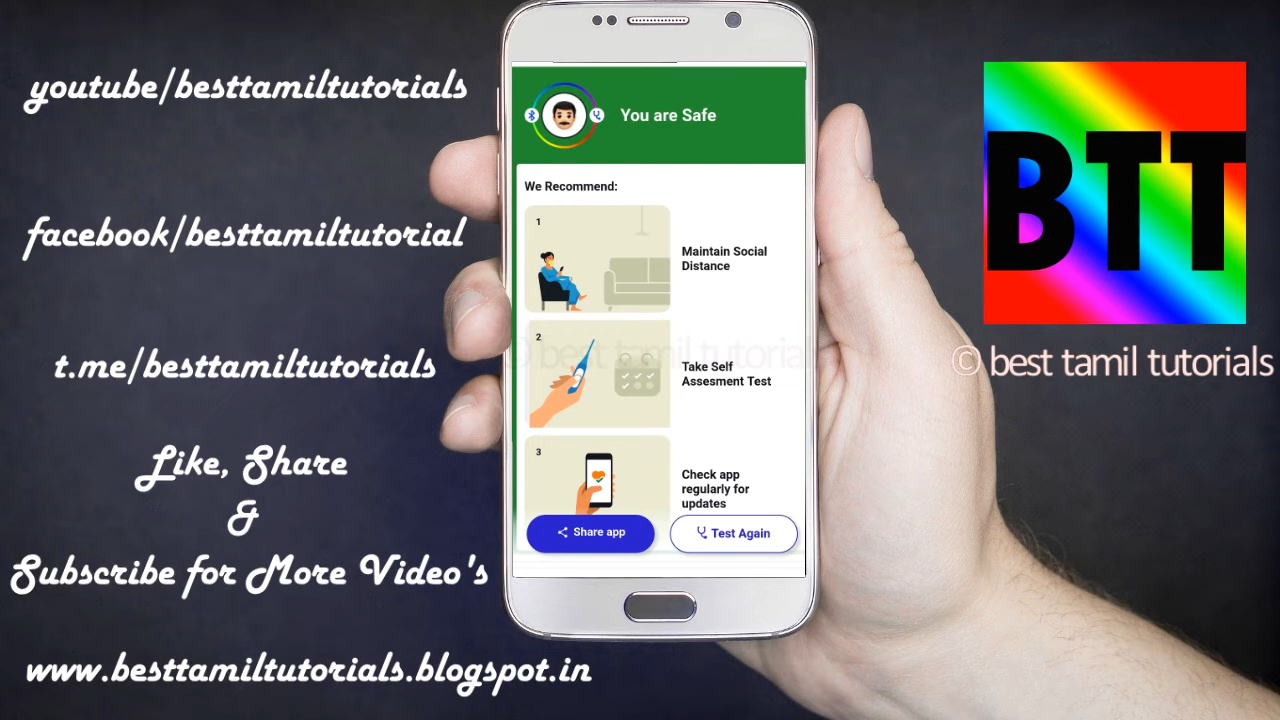 youtube/besttamiltutorials
facebook/besttamiltutorial
t.me/besttamiltutorials
Like, Share
&
Subscribe for More Video's
www.besttamiltutorials.blogspot.in
You are Safe
We Recommend:
1
Maintain Social
Distance
2
Take Self
Assesment Test
3
Check app
regularly for
updates
Share app
Test Again
© best tamil tutorials
BTT
© best tamil tutorials